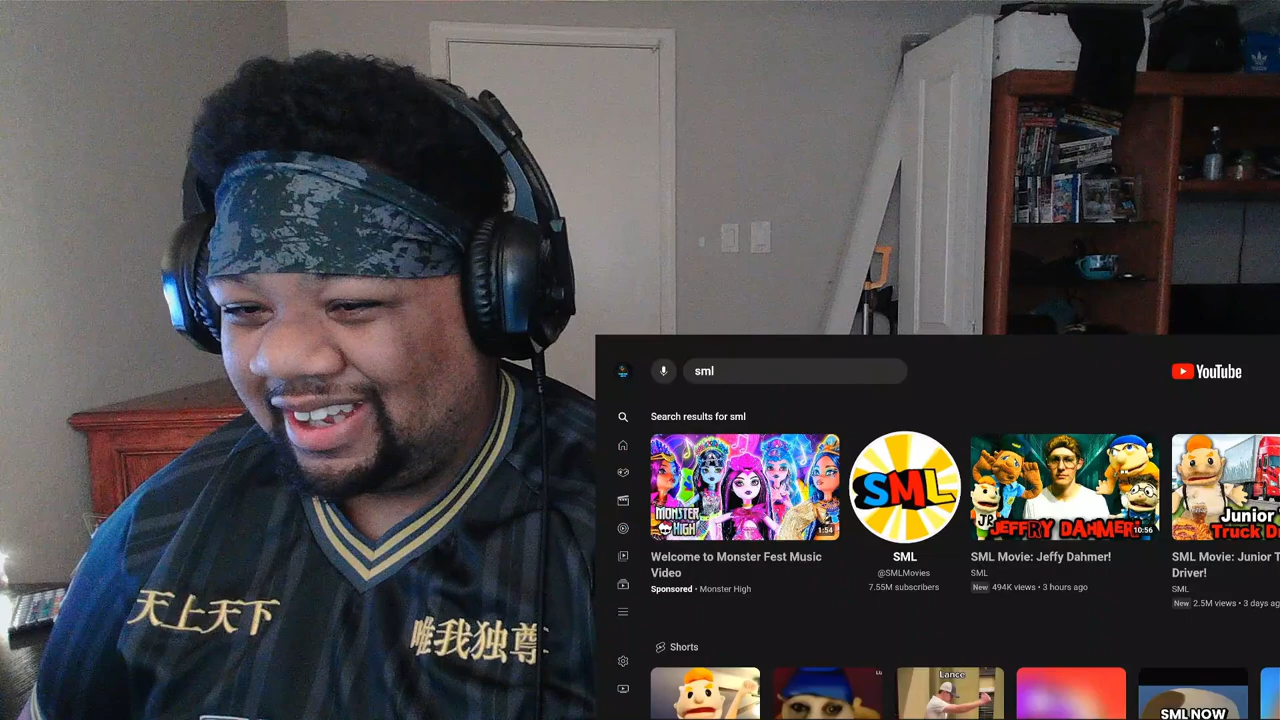 天上天下
唯我独尊
sml
YouTube
Search results for sml
MONSTER
HIGH
1:54
SML
JR
JEFFRY DAHMER!
10:56
Junior T
Truck D
Welcome to Monster Fest Music
Video
Sponsored • Monster High
SML
@SMLMovies
7.55M subscribers
SML Movie: Jeffy Dahmer!
SML
New 494K views • 3 hours ago
SML Movie: Junior T
Driver!
SML
New 2.5M views • 3 days ag
Shorts
Lance
SML NOW